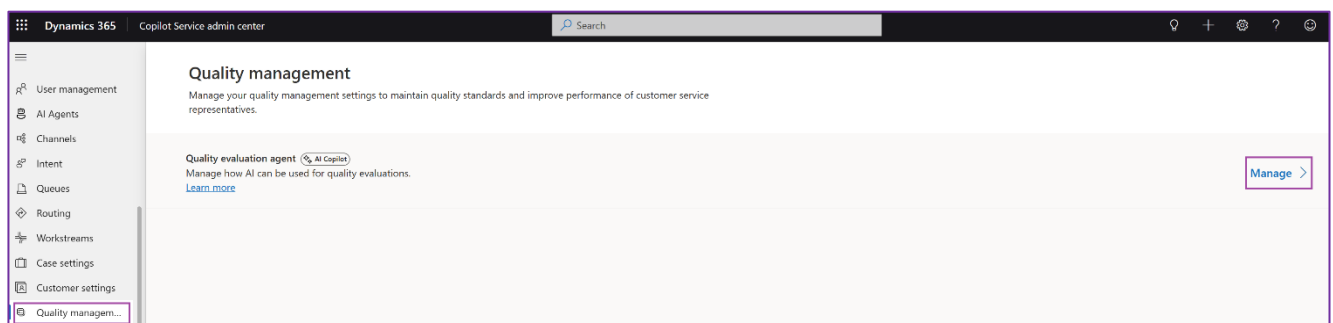 Dynamics 365 Copilot Service admin center Search
User management
AI Agents
Channels
Intent
Queues
Routing
Workstreams
Case settings
Customer settings
Quality managem...
Quality management
Manage your quality management settings to maintain quality standards and improve performance of customer service
representatives.
Quality evaluation agent AI Copilot
Manage how AI can be used for quality evaluations.
Learn more
Manage